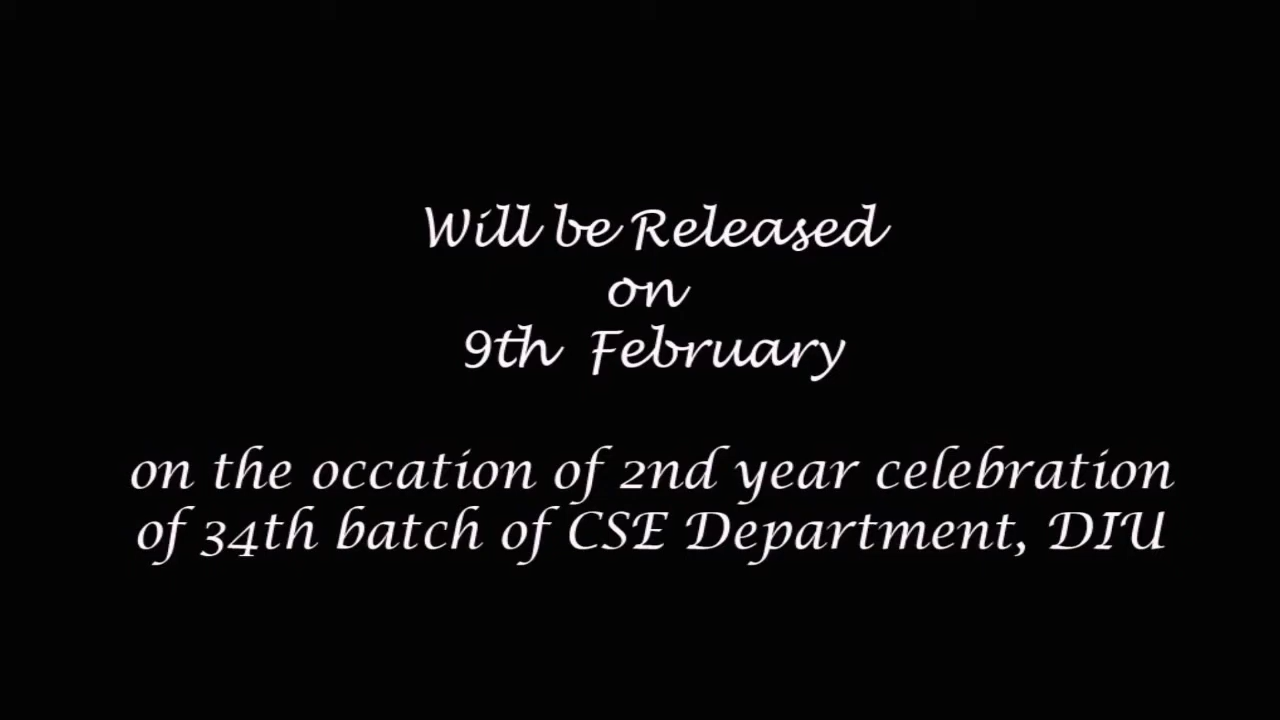 Will be Released
on
9th February
on the occation of 2nd year celebration
of 34th batch of CSE Department, DIU